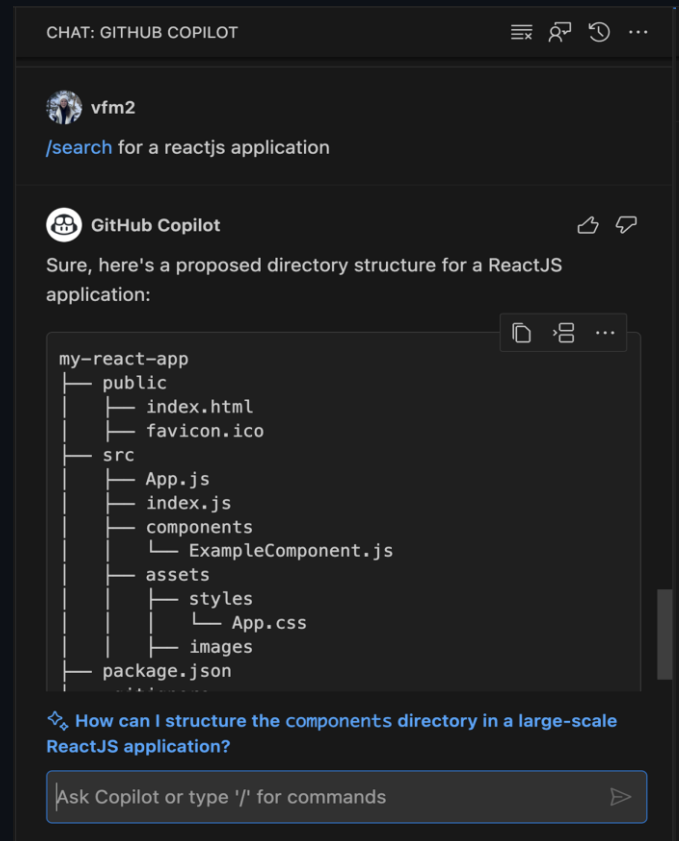 CHAT: GITHUB COPILOT
vfm2
/search for a reactjs application
GitHub Copilot
Sure, here's a proposed directory structure for a ReactJS
application:
my-react-app
├── public
│   ├── index.html
│   ├── favicon.ico
├── src
│   ├── App.js
│   ├── index.js
│   ├── components
│   │   └── ExampleComponent.js
│   ├── assets
│   │   ├── styles
│   │   │   └── App.css
│   │   ├── images
├── package.json
How can I structure the components directory in a large-scale
ReactJS application?
Ask Copilot or type '/' for commands